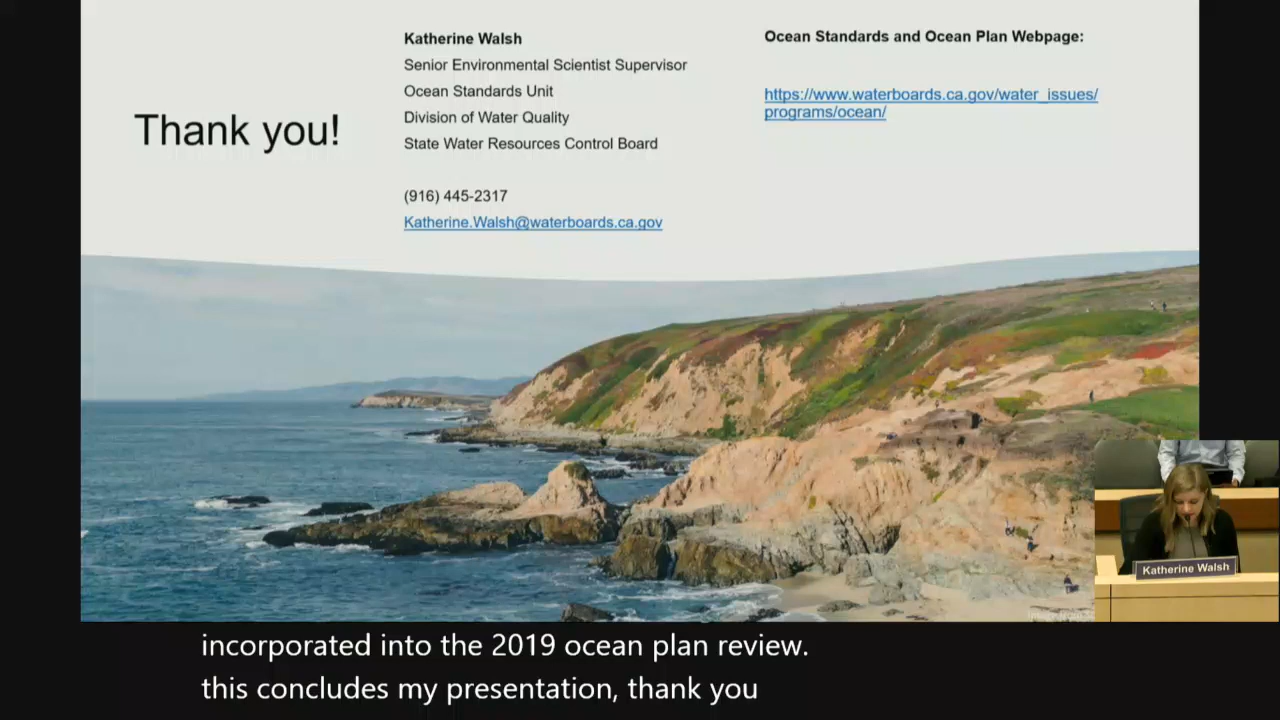 Thank you!
Katherine Walsh
Senior Environmental Scientist Supervisor
Ocean Standards Unit
Division of Water Quality
State Water Resources Control Board
(916) 445-2317
Katherine.Walsh@waterboards.ca.gov
Ocean Standards and Ocean Plan Webpage:
https://www.waterboards.ca.gov/water_issues/
programs/ocean/
Katherine Walsh
incorporated into the 2019 ocean plan review.
this concludes my presentation, thank you